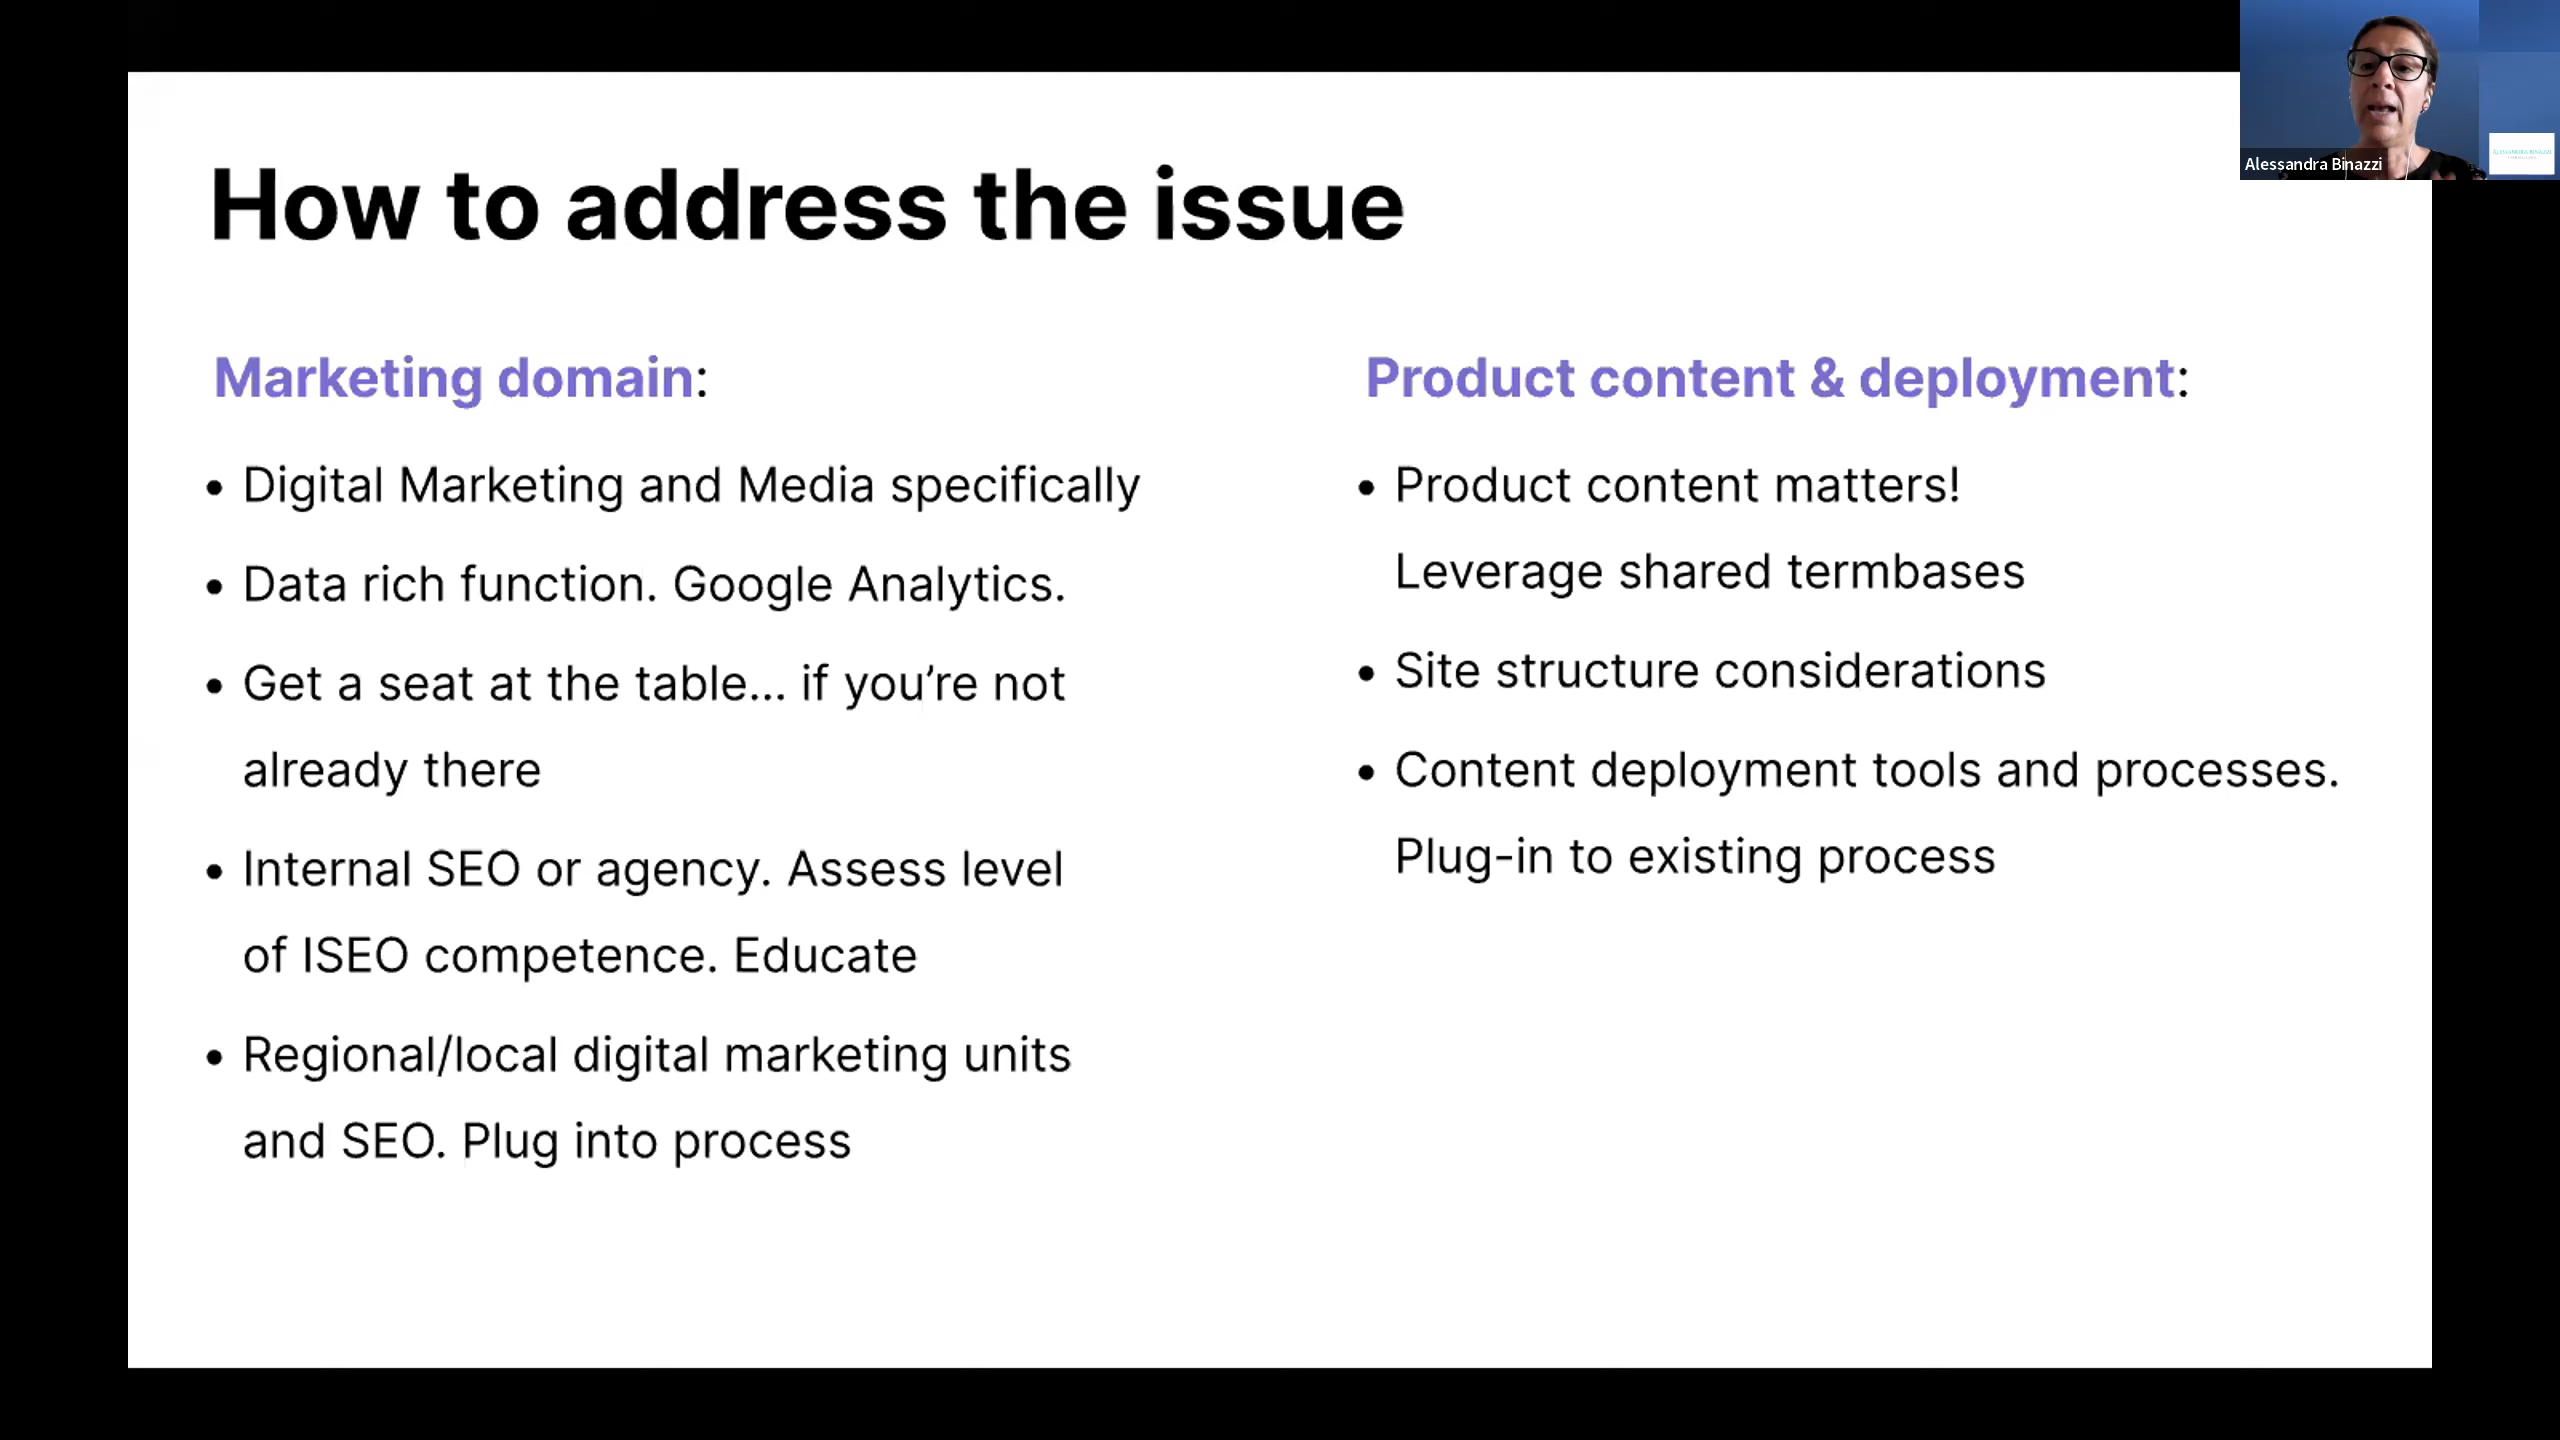 How to address the issue
Marketing domain:
• Digital Marketing and Media specifically
• Data rich function. Google Analytics.
• Get a seat at the table... if you’re not
already there
• Internal SEO or agency. Assess level
of ISEO competence. Educate
• Regional/local digital marketing units
and SEO. Plug into process
Product content & deployment:
• Product content matters!
Leverage shared termbases
• Site structure considerations
• Content deployment tools and processes.
Plug-in to existing process
Alessandra Binazzi
ALESSANDRA BINAZZI